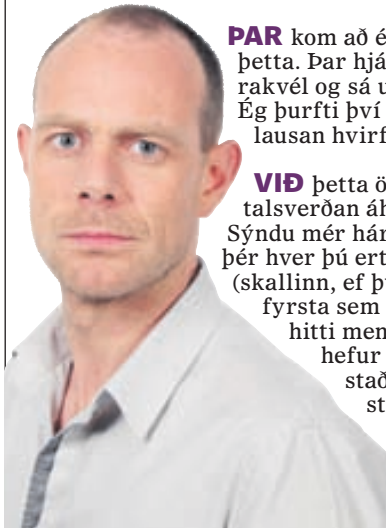 ÞAR kom að é
þetta. Þar hjá
rakvél og sá u
Ég þurfti því
lausan hvirf
VIÐ þetta ö
talsverðan áh
Sýndu mér hár
þér hver þú ert
(skallinn, ef þ
fyrsta sem
hitti men
hefur
stað
st